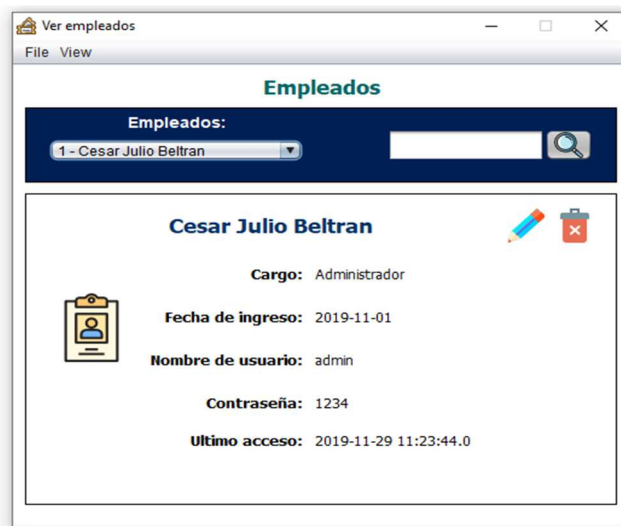 Ver empleados
File View
Empleados
Empleados:
1 - Cesar Julio Beltran
Cesar Julio Beltran
Cargo: Administrador
Fecha de ingreso: 2019-11-01
Nombre de usuario: admin
Contraseña: 1234
Ultimo acceso: 2019-11-29 11:23:44.0